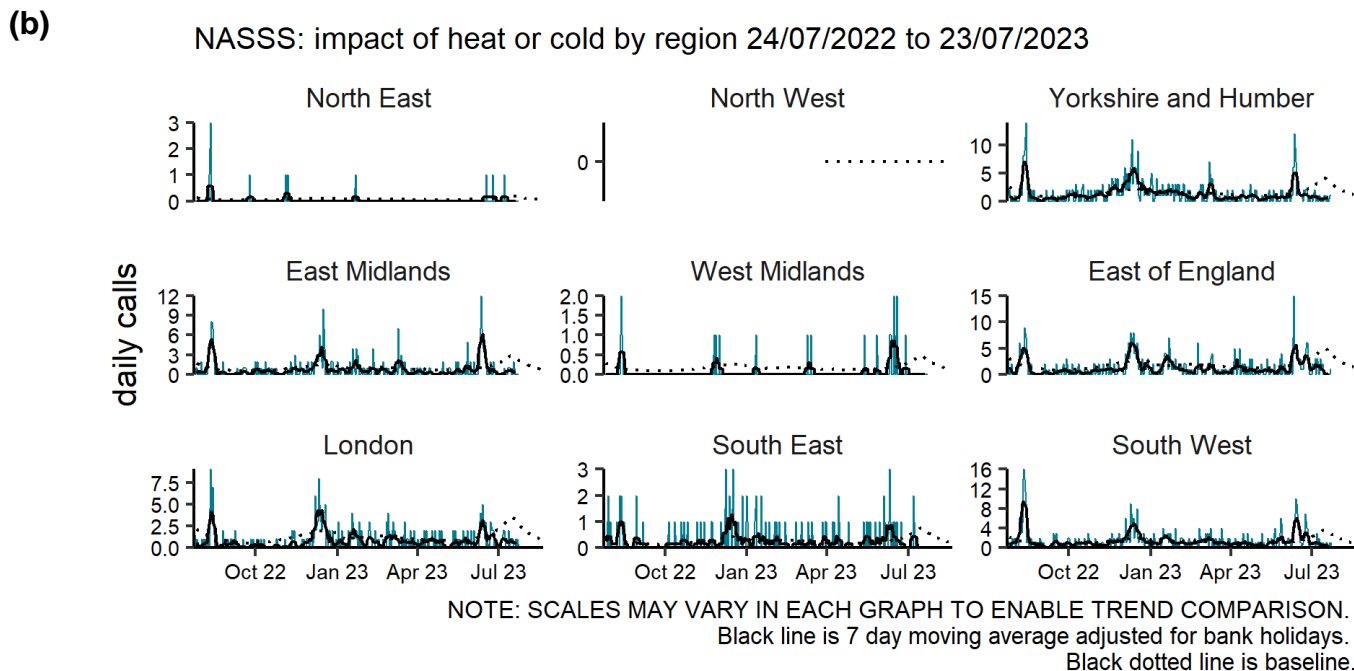 (b)
NASSS: impact of heat or cold by region 24/07/2022 to 23/07/2023
North East
North West
Yorkshire and Humber
3
2
1
0
0
10
5
0
East Midlands
West Midlands
East of England
12
9
6
3
0
2.0
1.5
1.0
0.5
0.0
15
10
5
0
daily calls
London
South East
South West
7.5
5.0
2.5
0.0
3
2
1
0
16
12
8
4
0
Oct 22 Jan 23 Apr 23 Jul 23
Oct 22 Jan 23 Apr 23 Jul 23
Oct 22 Jan 23 Apr 23 Jul 23
NOTE: SCALES MAY VARY IN EACH GRAPH TO ENABLE TREND COMPARISON.
Black line is 7 day moving average adjusted for bank holidays.
Black dotted line is baseline.